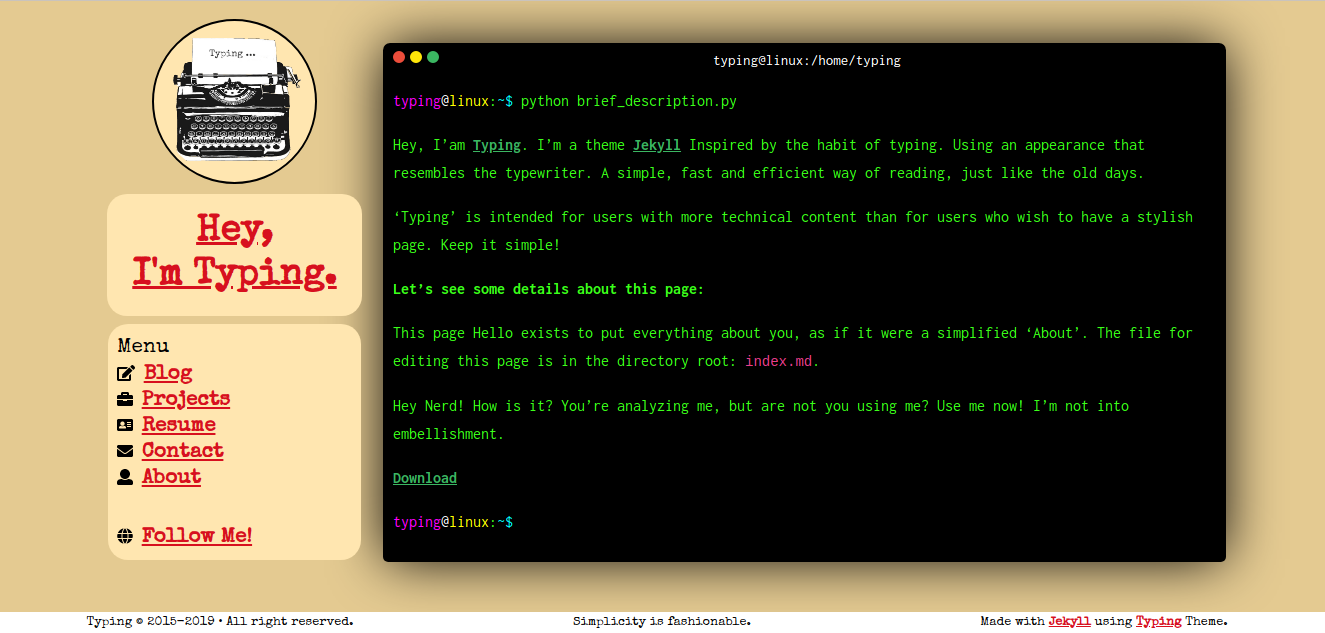 Typing ...
Hey,
I'm Typing.
Menu
Blog
Projects
Resume
Contact
About
Follow Me!
typing@linux:/home/typing
typing@linux:~$ python brief_description.py
Hey, I’am Typing. I’m a theme Jekyll Inspired by the habit of typing. Using an appearance that
resembles the typewriter. A simple, fast and efficient way of reading, just like the old days.
‘Typing’ is intended for users with more technical content than for users who wish to have a stylish
page. Keep it simple!
Let’s see some details about this page:
This page Hello exists to put everything about you, as if it were a simplified ‘About’. The file for
editing this page is in the directory root: index.md.
Hey Nerd! How is it? You’re analyzing me, but are not you using me? Use me now! I’m not into
embellishment.
Download
typing@linux:~$
Typing © 2015-2019 • All right reserved.
Simplicity is fashionable.
Made with Jekyll using Typing Theme.